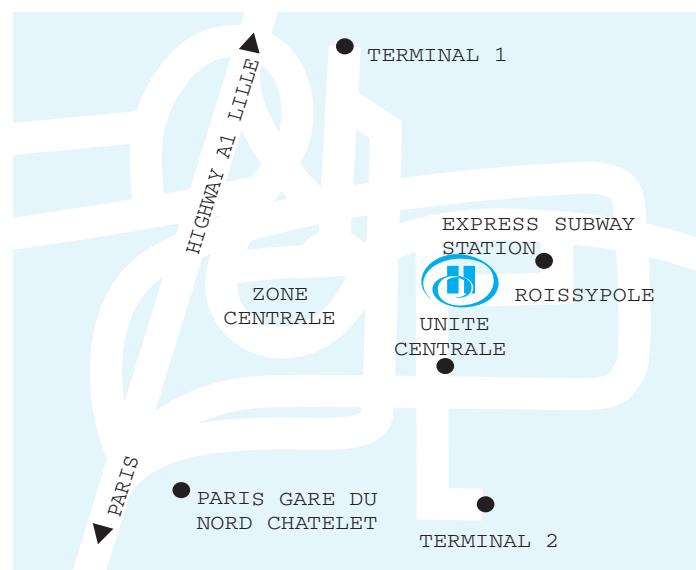 TERMINAL 1
HIGHWAY A1 LILLE
EXPRESS SUBWAY
STATION
H
ROISSYPOLE
ZONE
CENTRALE
UNITE
CENTRALE
PARIS
PARIS GARE DU
NORD CHATELET
TERMINAL 2